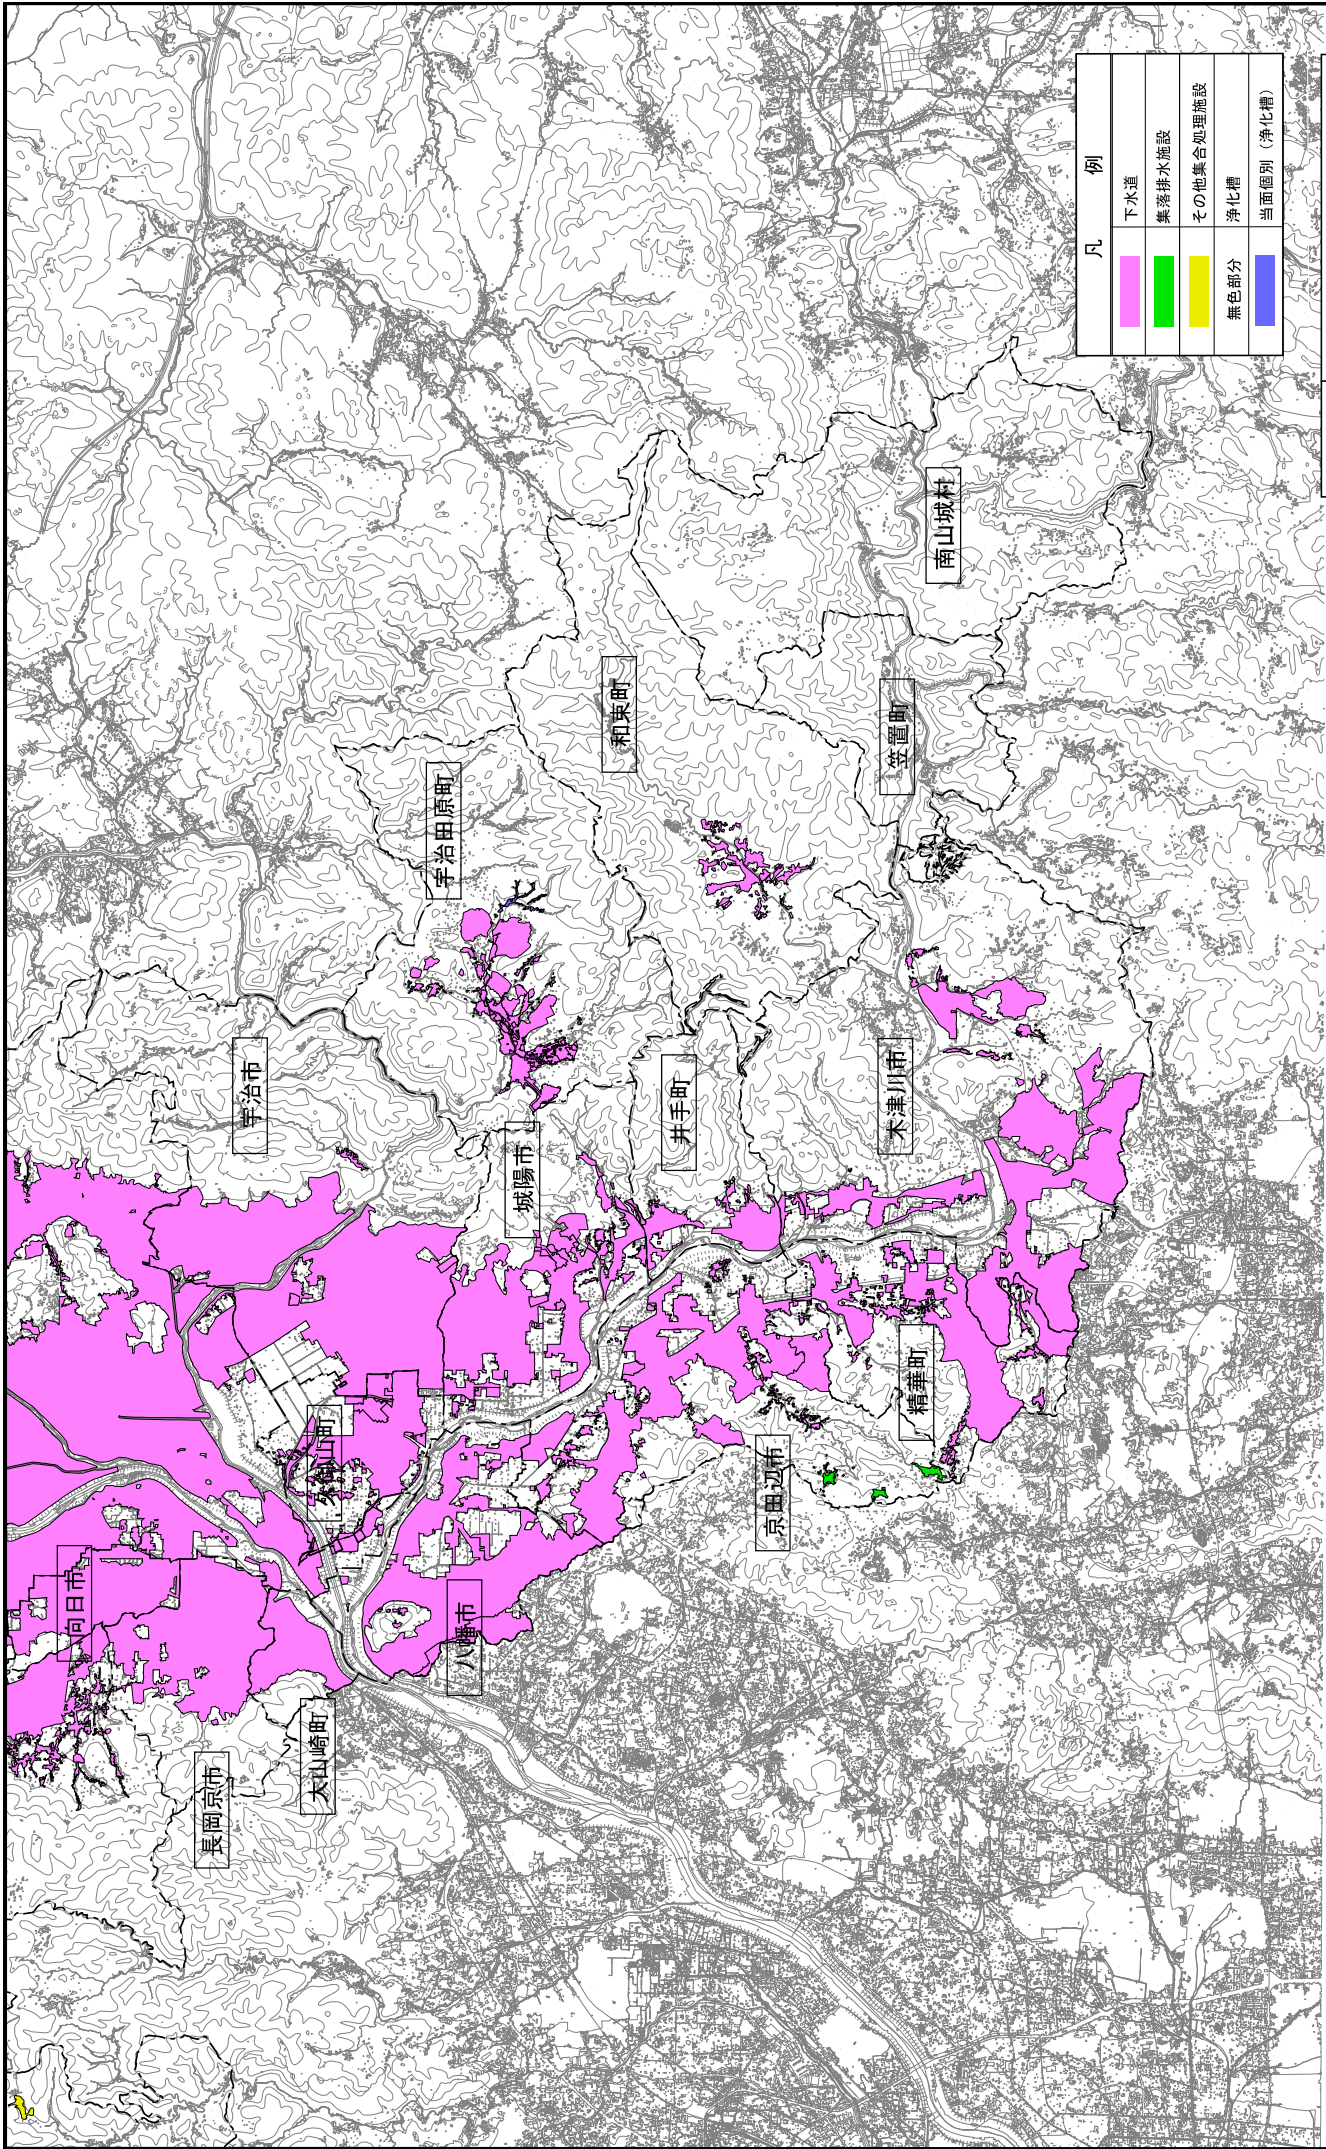 凡例
下水道
集落排水施設
その他集合処理施設
無色部分 浄化槽
当面個別（浄化槽）
向日市
長岡京市
大山崎町
宇治市
久御山町
八幡市
宇治田原町
城陽市
井手町
京田辺市
和束町
木津川市
精華町
笠置町
南山城村